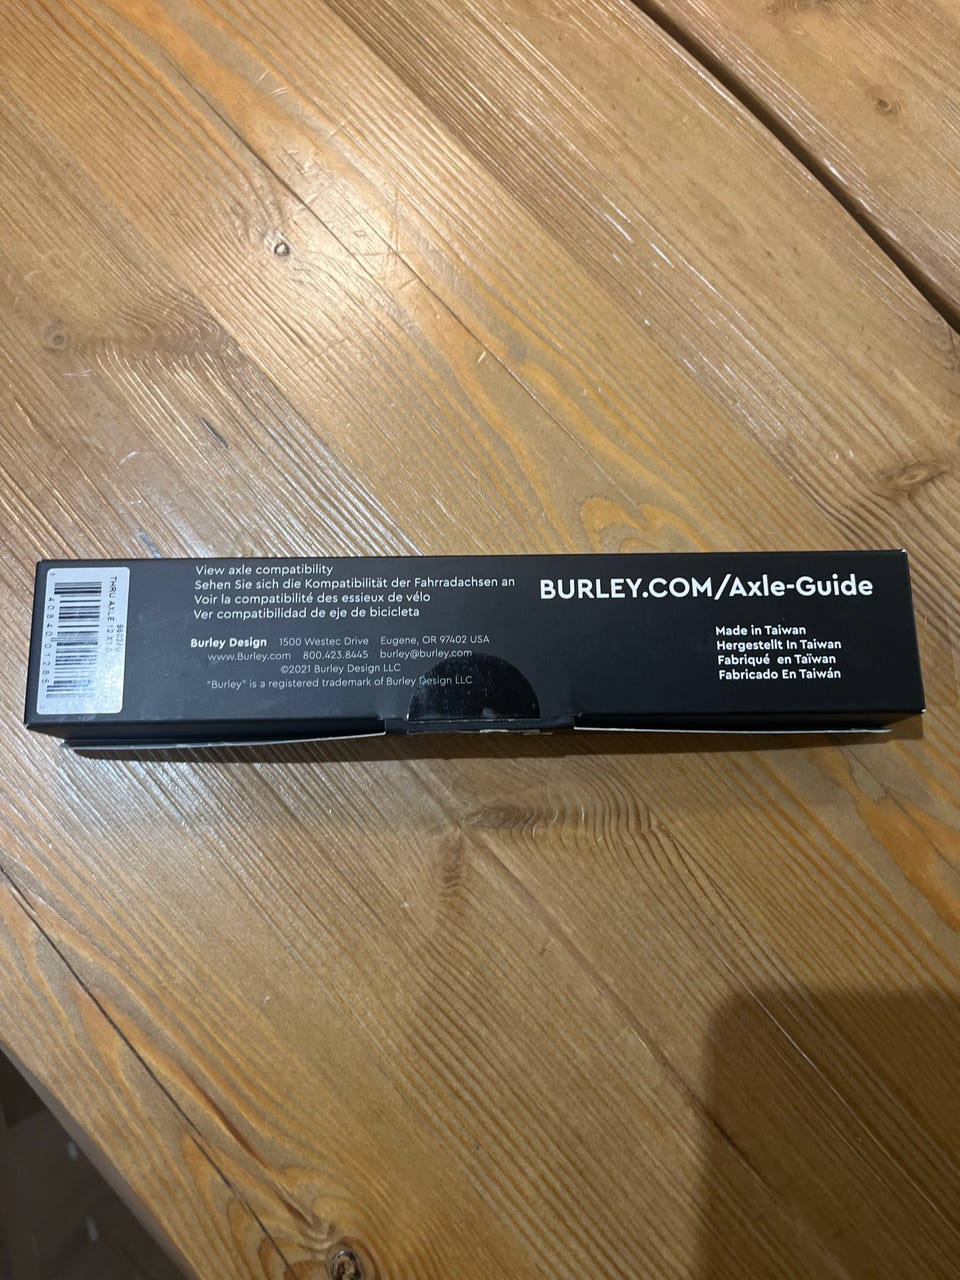 View axle compatibility
Sehen Sie sich die Kompatibilität der Fahrradachsen an
Voir la compatibilité des essieux de vélo
Ver compatibilidad de eje de bicicleta
BURLEY.COM/Axle-Guide
Burley Design 1500 Westec Drive Eugene, OR 97402 USA
www.Burley.com 800.423.8445 burley@burley.com
©2021 Burley Design LLC
"Burley" is a registered trademark of Burley Design LLC
Made in Taiwan
Hergestellt In Taiwan
Fabriqué en Taïwan
Fabricado En Taiwán
THRU AXLE 12 X